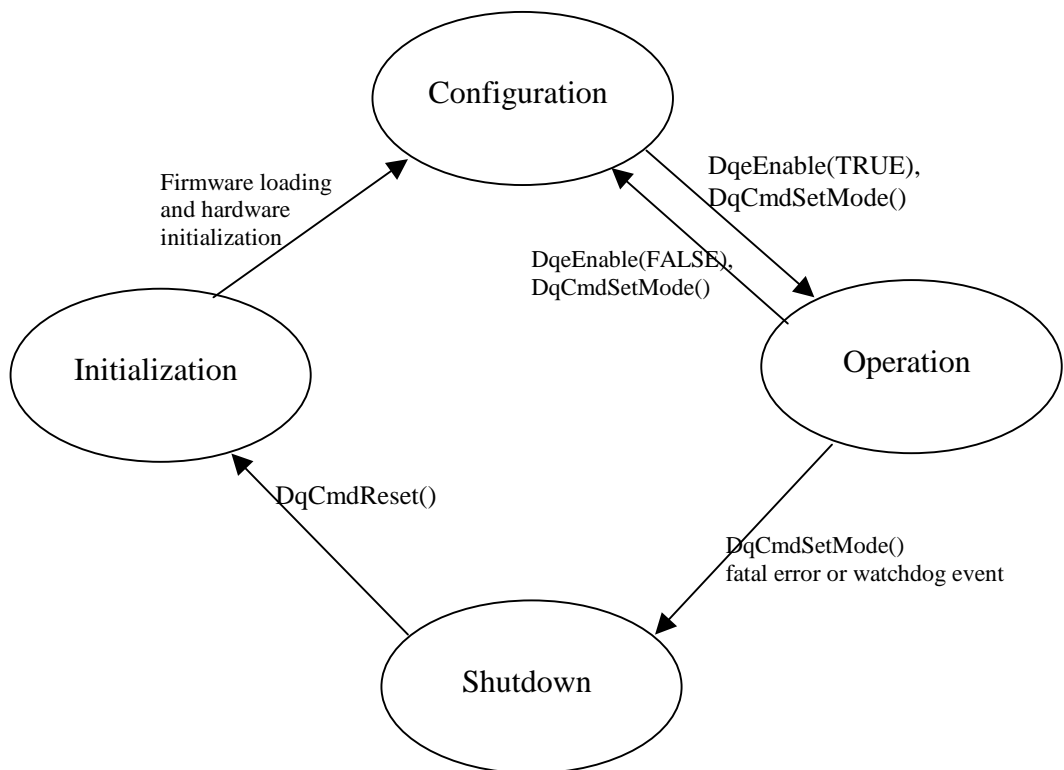 Configuration
DqeEnable(TRUE),
DqCmdSetMode()
Firmware loading
and hardware
initialization
DqeEnable(FALSE),
DqCmdSetMode()
Initialization
Operation
DqCmdReset()
DqCmdSetMode()
fatal error or watchdog event
Shutdown